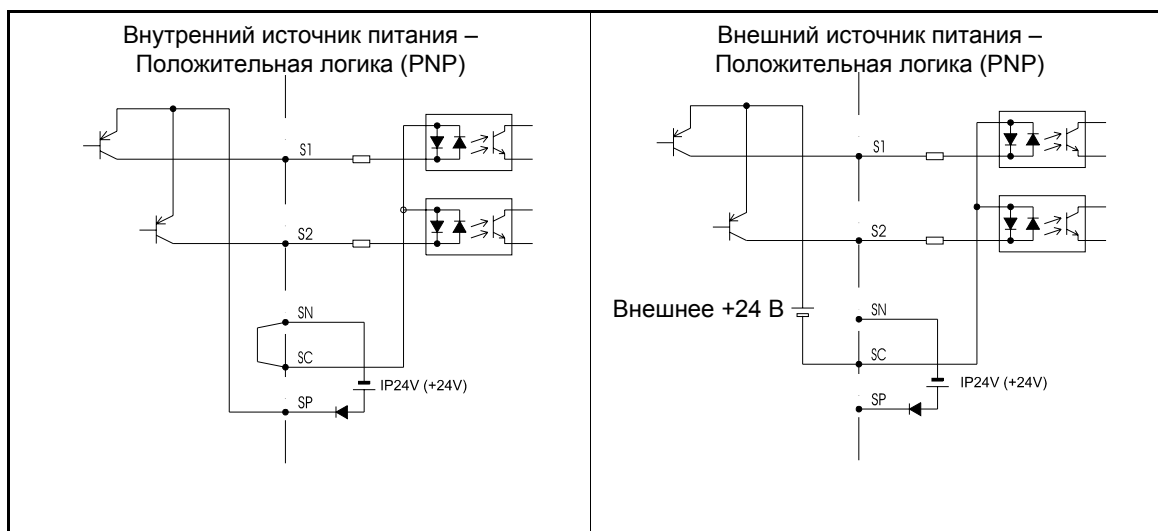 Внутренний источник питания –
Положительная логика (PNP)
S1
S2
SN
SC
IP24V (+24V)
SP
Внешний источник питания –
Положительная логика (PNP)
S1
S2
Внешнее +24 В
SN
SC
IP24V (+24V)
SP